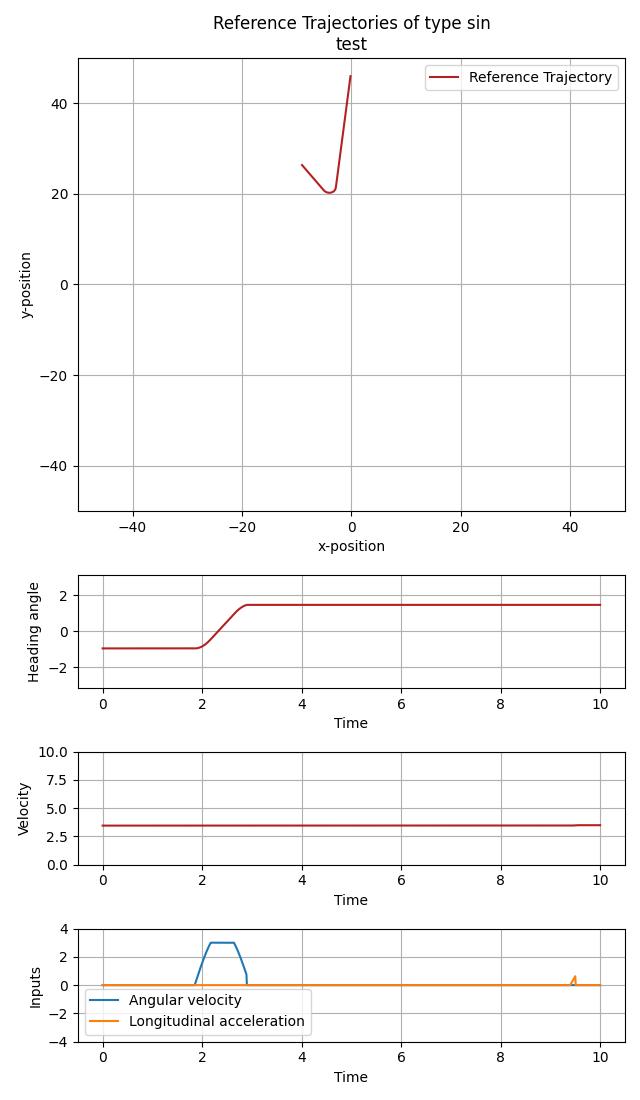 Reference Trajectories of type sin
test
Reference Trajectory
40
20
0
−20
−40
y-position
−40 −20 0 20 40
x-position
2
0
−2
Heading angle
0 2 4 6 8 10
Time
10.0
7.5
5.0
2.5
0.0
Velocity
0 2 4 6 8 10
Time
4
2
0
−2
−4
Inputs
Angular velocity
Longitudinal acceleration
0 2 4 6 8 10
Time